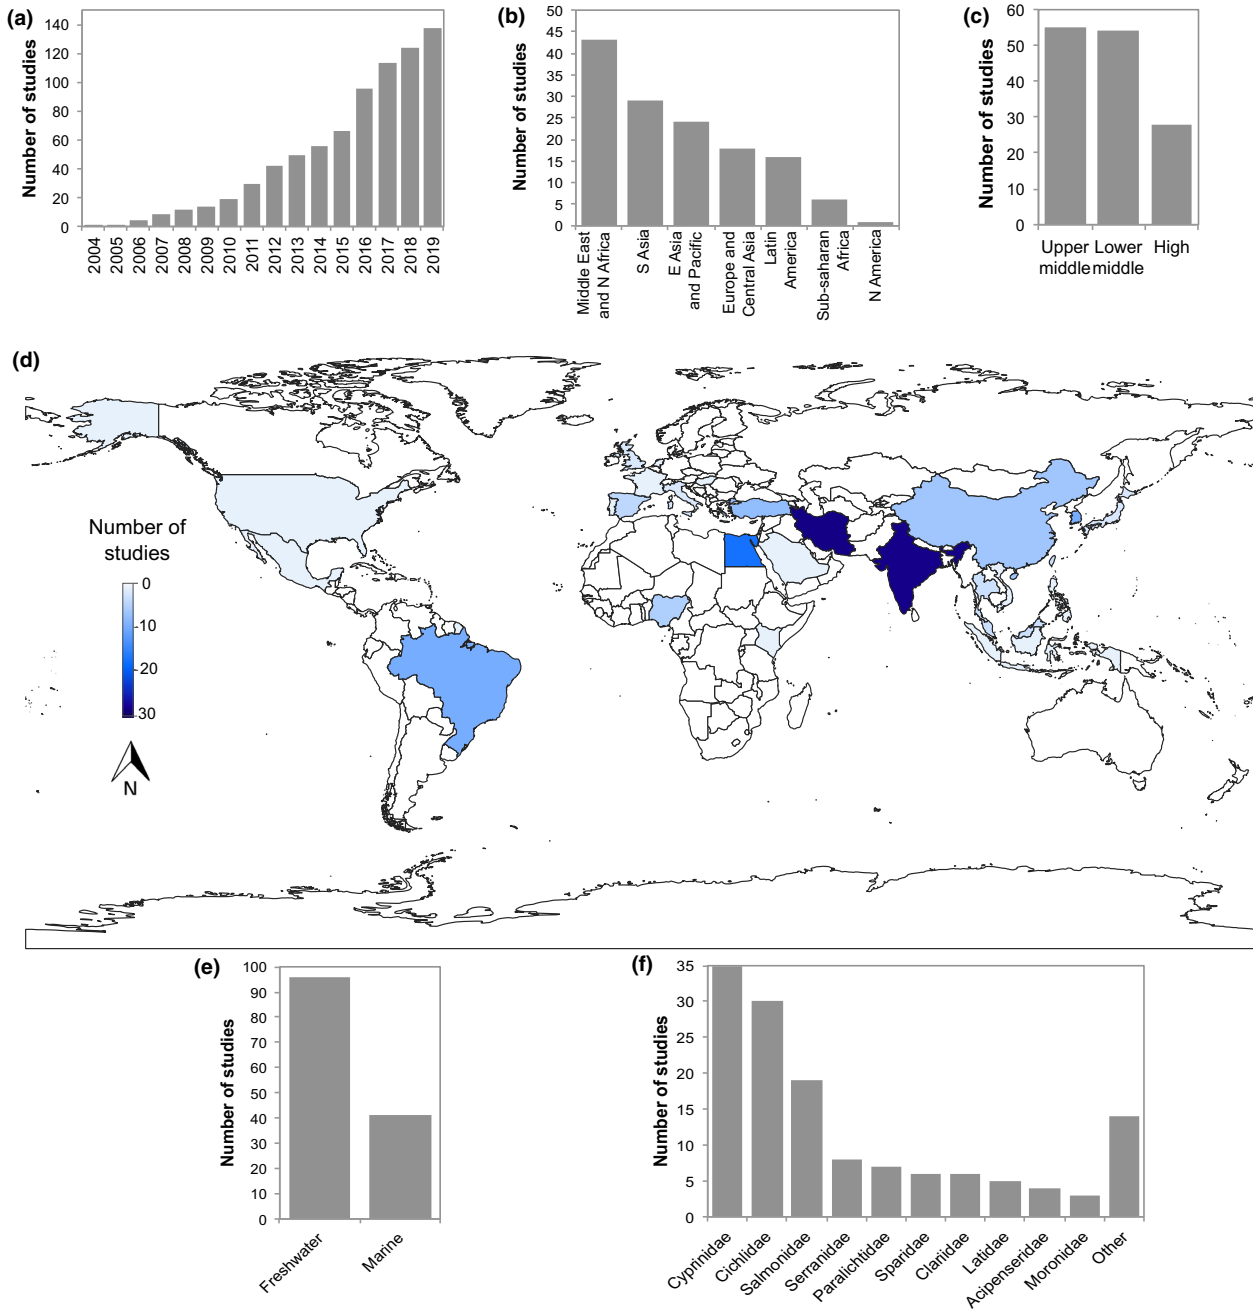 (a)
Number of studies
140
120
100
80
60
40
20
0
2004
2005
2006
2007
2008
2009
2010
2011
2012
2013
2014
2015
2016
2017
2018
2019
(b)
Number of studies
50
45
40
35
30
25
20
15
10
5
0
Middle East
and N Africa
S Asia
E Asia
and Pacific
Europe and
Central Asia
Latin
America
Sub-saharan
Africa
N America
(c)
Number of studies
60
50
40
30
20
10
0
Upper
middle
Lower
middle
High
(d)
Number of
studies
0
10
20
30
N
(e)
Number of studies
100
90
80
70
60
50
40
30
20
10
0
Freshwater
Marine
(f)
Number of studies
35
30
25
20
15
10
5
0
Cyprinidae
Cichlidae
Salmonidae
Serranidae
Paralichtidae
Sparidae
Clariidae
Latidae
Acipenseridae
Moronidae
Other